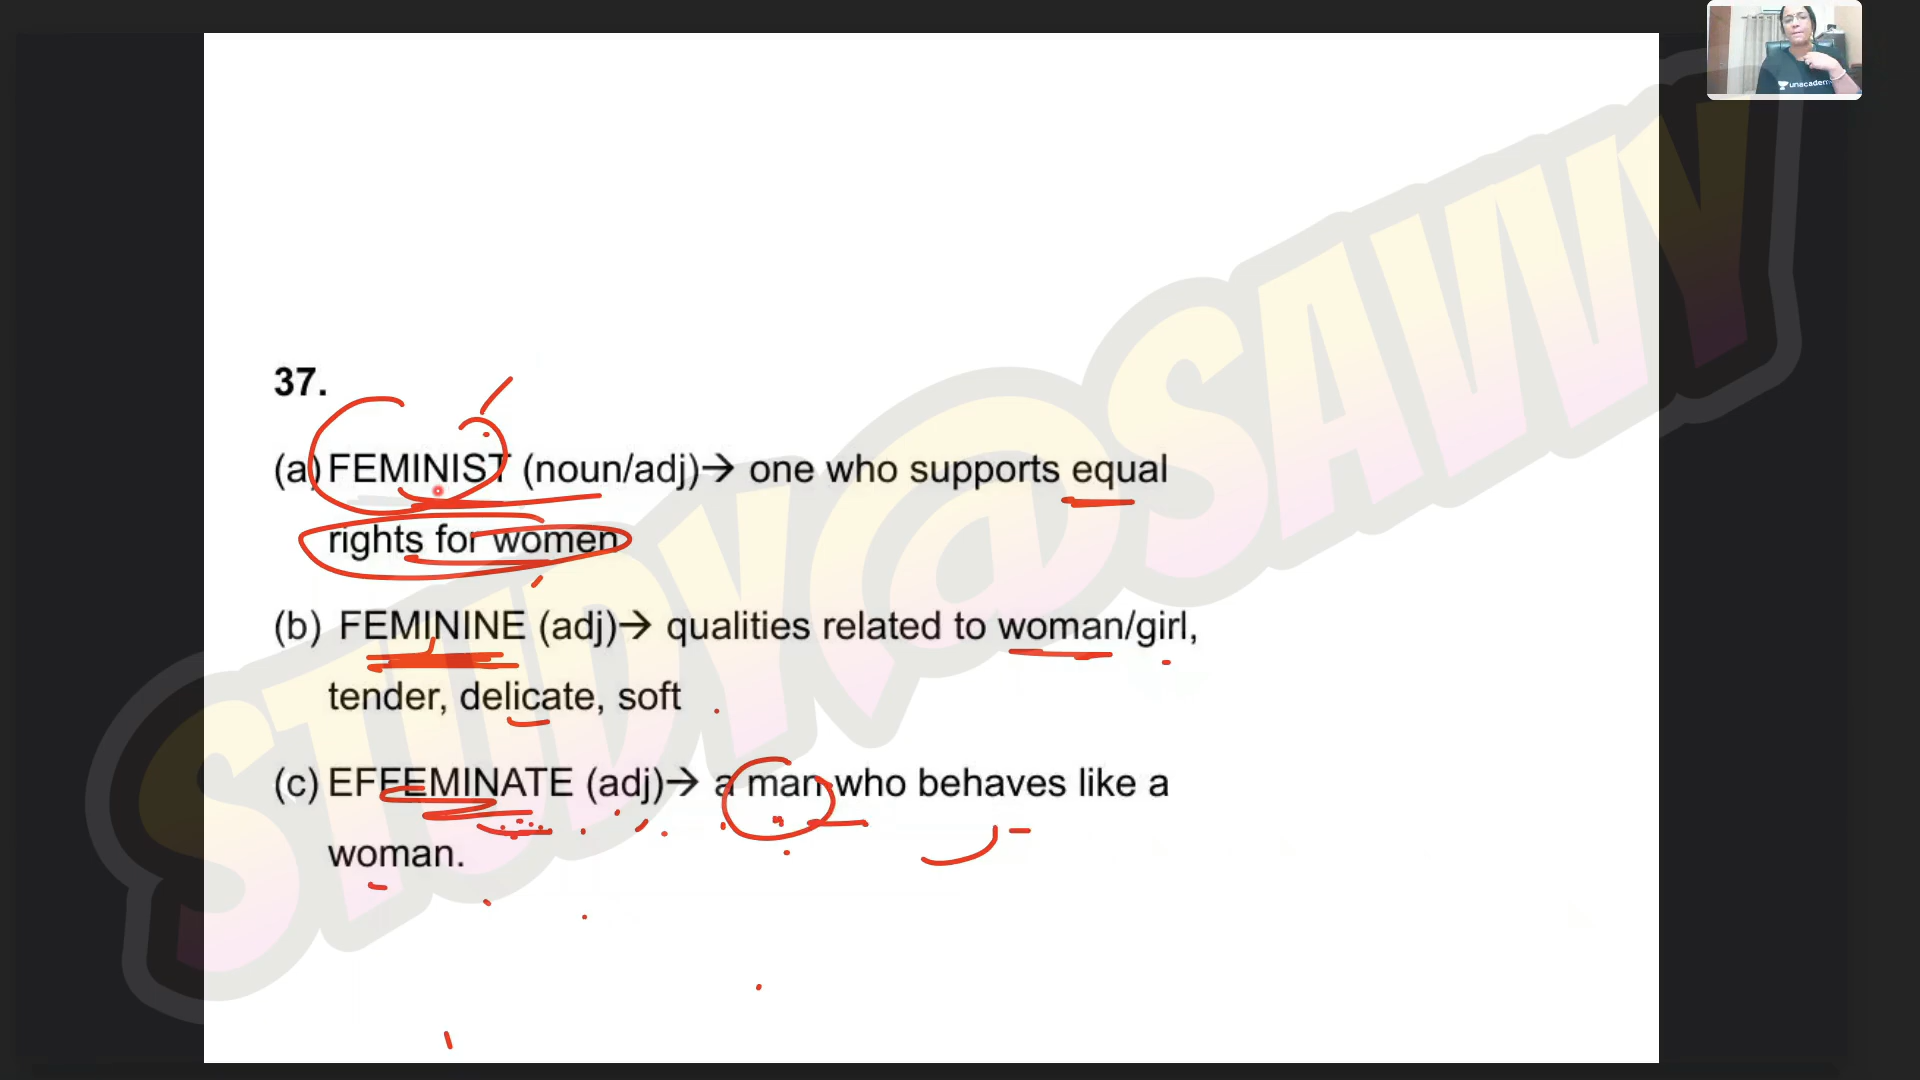 37.
(a) FEMINIST (noun/adj)→ one who supports equal
rights for women
(b) FEMININE (adj)→ qualities related to woman/girl,
tender, delicate, soft
(c) EFFEMINATE (adj)→ a man who behaves like a
woman.
STUDY@SAVVY
unacademy